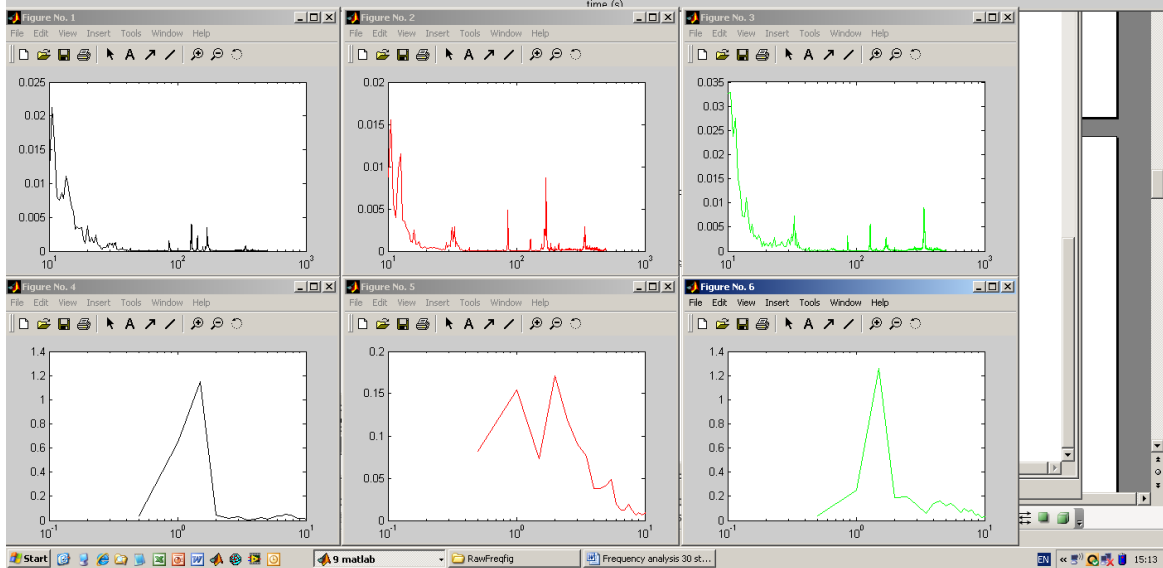 time (s)
Figure No. 1
File Edit View Insert Tools Window Help
0.025
0.02
0.015
0.01
0.005
0
10^1 10^2 10^3
Figure No. 2
File Edit View Insert Tools Window Help
0.02
0.015
0.01
0.005
0
10^1 10^2 10^3
Figure No. 3
File Edit View Insert Tools Window Help
0.035
0.03
0.025
0.02
0.015
0.01
0.005
0
10^1 10^2 10^3
Figure No. 4
File Edit View Insert Tools Window Help
1.4
1.2
1
0.8
0.6
0.4
0.2
0
10^-1 10^0 10^1
Figure No. 5
File Edit View Insert Tools Window Help
0.2
0.15
0.1
0.05
0
10^-1 10^0 10^1
Figure No. 6
File Edit View Insert Tools Window Help
1.4
1.2
1
0.8
0.6
0.4
0.2
0
10^-1 10^0 10^1
Start 9 matlab RawFreqfig Frequency analysis 30 st... EN 15:13